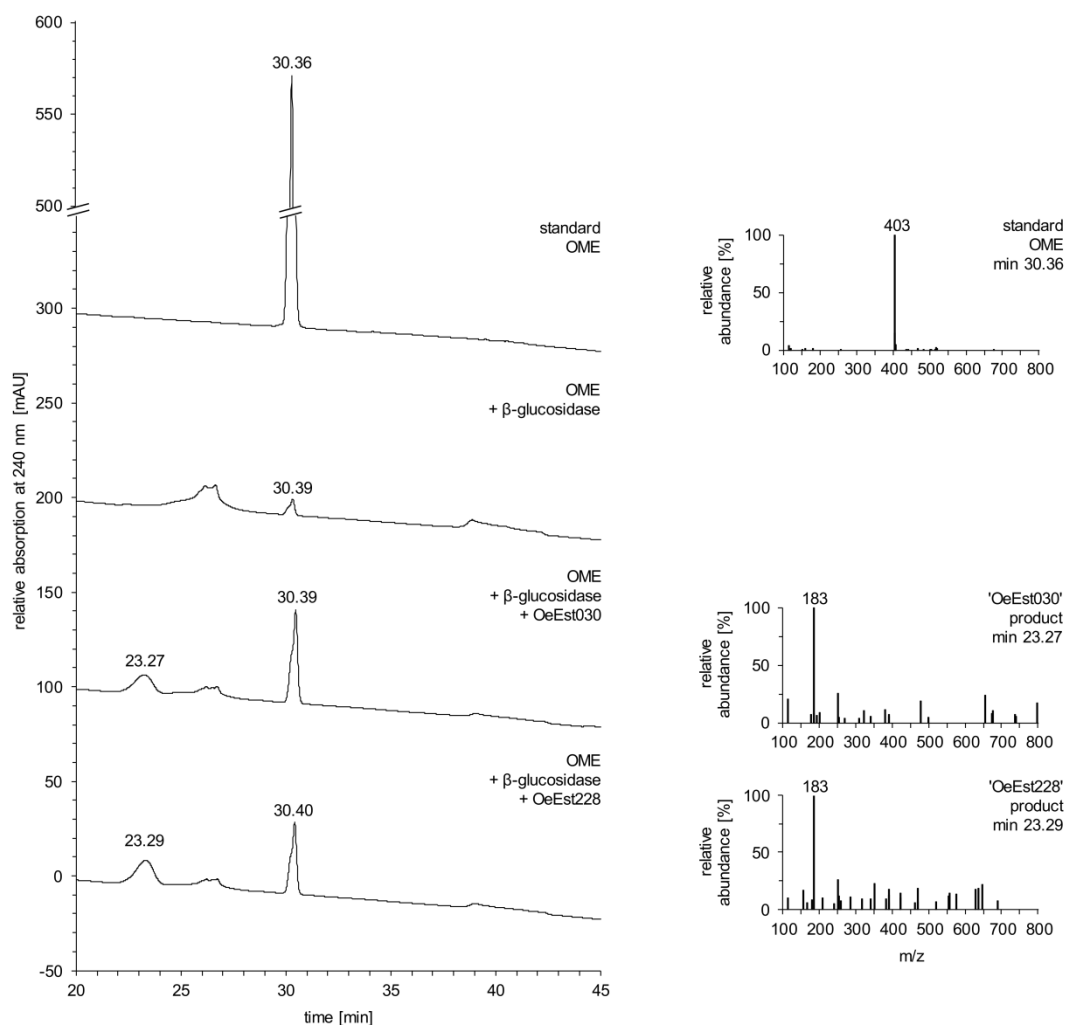 600
550
500
300
250
200
150
100
50
0
-50
relative absorption at 240 nm [mAU]
20
25
30
35
40
45
time [min]
30.36
standard
OME
OME
+ β-glucosidase
30.39
OME
+ β-glucosidase
+ OeEst030
23.27
30.39
OME
+ β-glucosidase
+ OeEst228
23.29
30.40
403
standard
OME
min 30.36
relative
abundance [%]
100
50
0
100 200 300 400 500 600 700 800
183
'OeEst030'
product
min 23.27
relative
abundance [%]
100
50
0
100 200 300 400 500 600 700 800
183
'OeEst228'
product
min 23.29
relative
abundance [%]
100
50
0
100 200 300 400 500 600 700 800
m/z